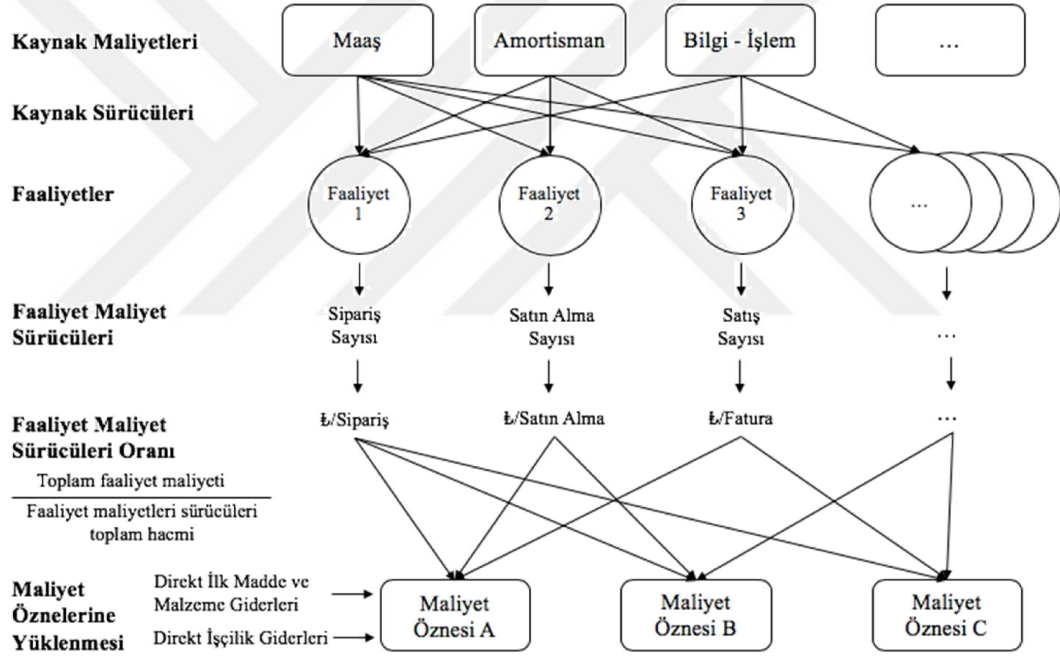 Kaynak Maliyetleri
Maaş
Amortisman
Bilgi - İşlem
...
Kaynak Sürücüleri
Faaliyetler
Faaliyet
1
Faaliyet
2
Faaliyet
3
...
Faaliyet Maliyet
Sürücüleri
Sipariş
Sayısı
Satın Alma
Sayısı
Satış
Sayısı
...
Faaliyet Maliyet
Sürücüleri Oranı
₺/Sipariş
₺/Satın Alma
₺/Fatura
...
Toplam faaliyet maliyeti
Faaliyet maliyetleri sürücüleri
toplam hacmi
Maliyet
Öznelerine
Yüklenmesi
Direkt İlk Madde ve
Malzeme Giderleri
Direkt İşçilik Giderleri
Maliyet
Öznesi A
Maliyet
Öznesi B
Maliyet
Öznesi C